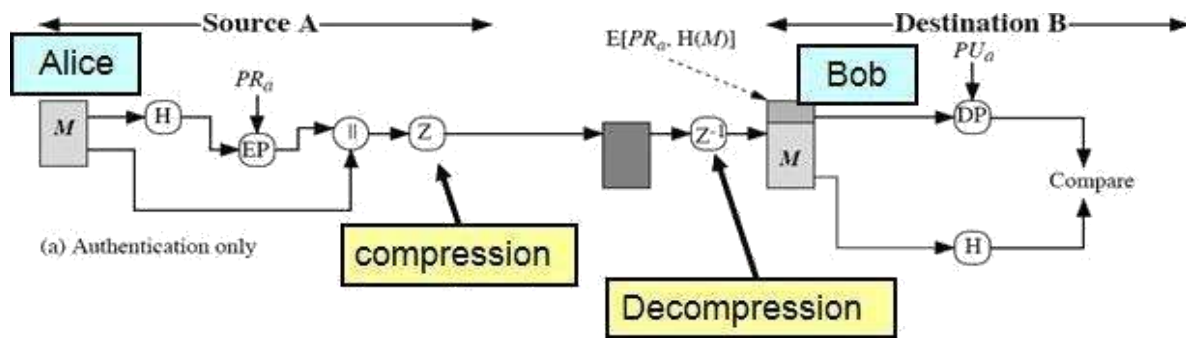 Source A
Destination B
Alice
E[PRₐ, H(M)]
Bob
PRₐ
PUₐ
M
H
EP
||
Z
Z⁻¹
M
DP
Compare
H
(a) Authentication only
compression
Decompression